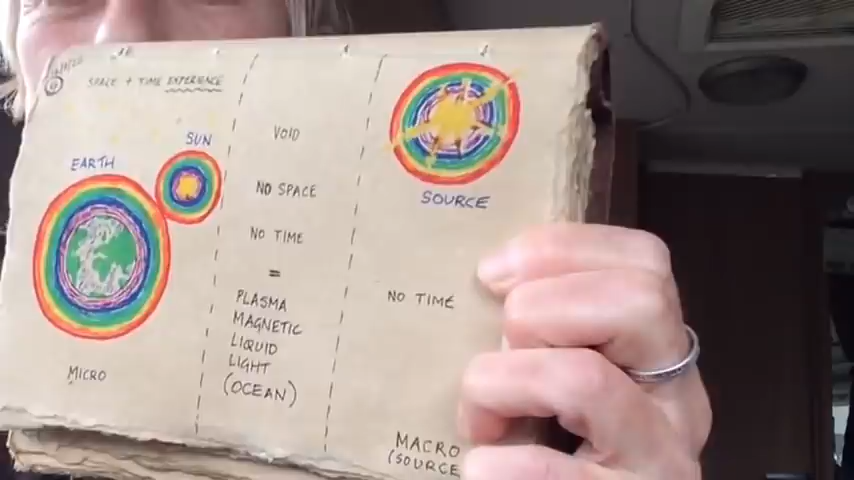 SPACE + TIME EXPERIENCE
EARTH
SUN
MICRO
VOID
NO SPACE
NO TIME
=
PLASMA
MAGNETIC
LIQUID
LIGHT
(OCEAN)
SOURCE
NO TIME
MACRO
(SOURCE